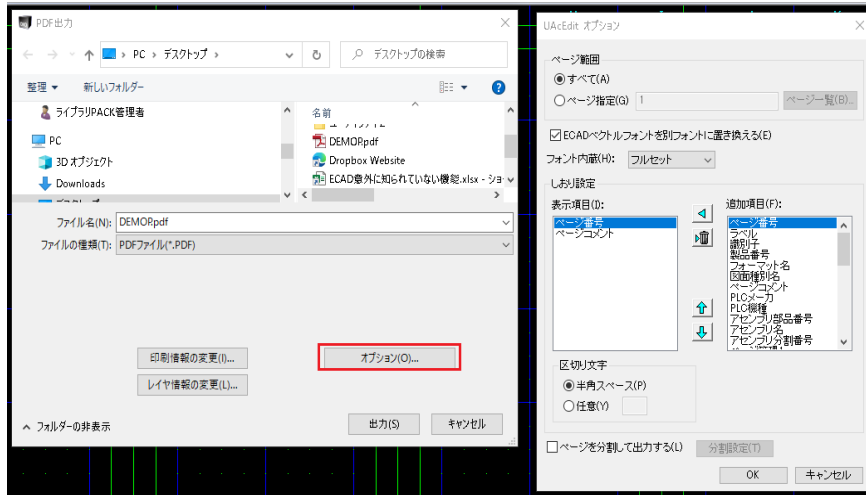 PDF出力
PC > デスクトップ >
デスクトップの検索
整理
新しいフォルダー
ライブラリPACK管理者
PC
3D オブジェクト
Downloads
名前
DEMOP.pdf
Dropbox Website
ECAD意外に知られていない機能.xlsx - ショ
ファイル名(N): DEMOP.pdf
ファイルの種類(T): PDFファイル(*.PDF)
印刷情報の変更(I)...
オプション(O)...
レイヤ情報の変更(L)...
フォルダーの非表示
出力(S)
キャンセル
UAcEdit オプション
ページ範囲
すべて(A)
ページ指定(G) 1 ページ一覧(B)...
ECADベクトルフォントを別フォントに置き換える(E)
フォント内蔵(H): フルセット
しおり設定
表示項目(I):
ページ番号
ページコメント
追加項目(F):
ページ番号
ラベル
識別子
製品番号
フォーマット名
図面種別名
ページコメント
PLCメーカ
PLC機種
アセンブリ部品番号
アセンブリ名
アセンブリ分割番号
区切り文字
半角スペース(P)
任意(Y)
ページを分割して出力する(L) 分割設定(T)
OK キャンセル